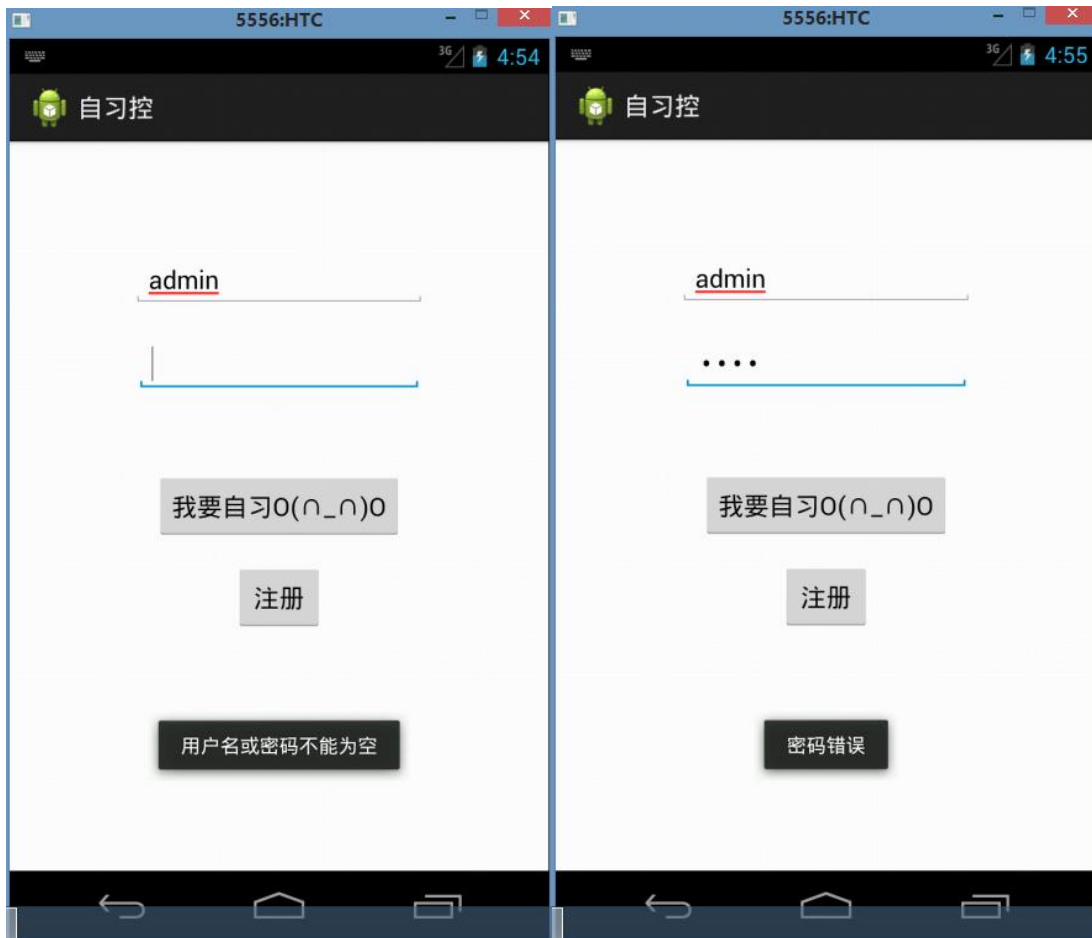 5556:HTC
3G 4:54
自习控
admin
我要自习O(∩_∩)O
注册
用户名或密码不能为空
5556:HTC
3G 4:55
自习控
admin
••••
我要自习O(∩_∩)O
注册
密码错误